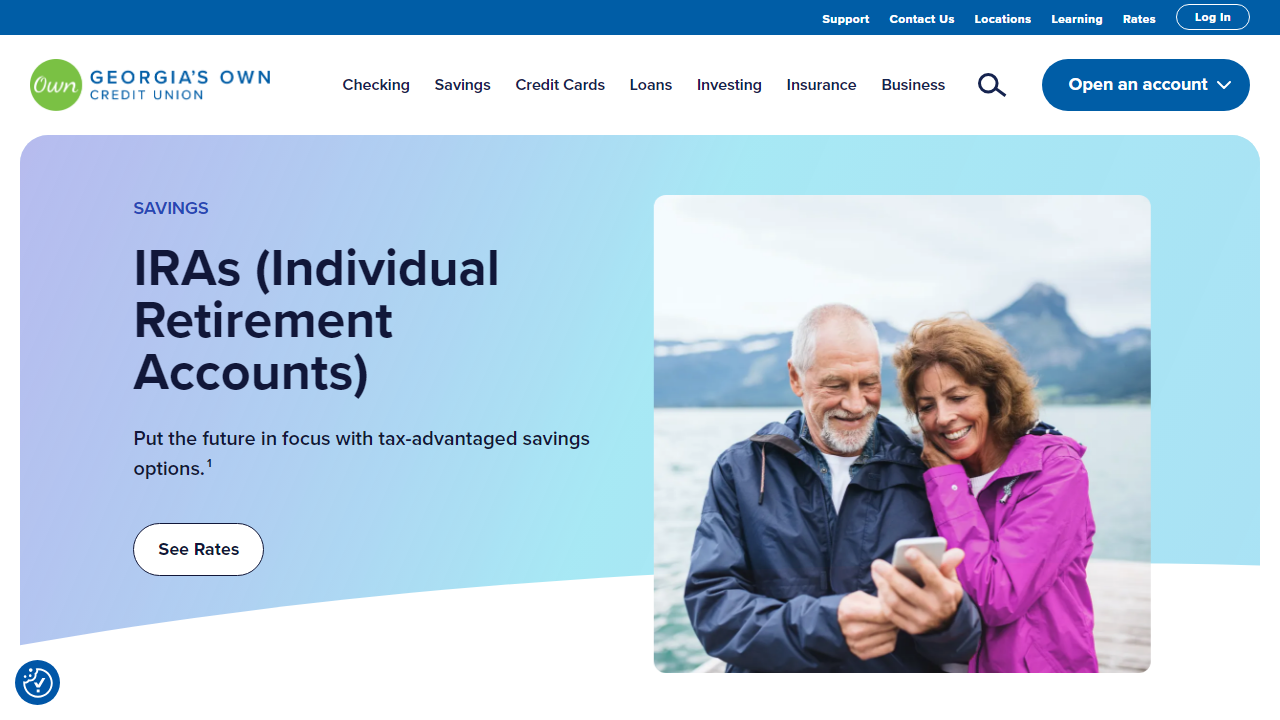 Support Contact Us Locations Learning Rates Log In
Own GEORGIA'S OWN
CREDIT UNION
Checking Savings Credit Cards Loans Investing Insurance Business Open an account
SAVINGS
IRAs (Individual
Retirement
Accounts)
Put the future in focus with tax-advantaged savings
options.1
See Rates